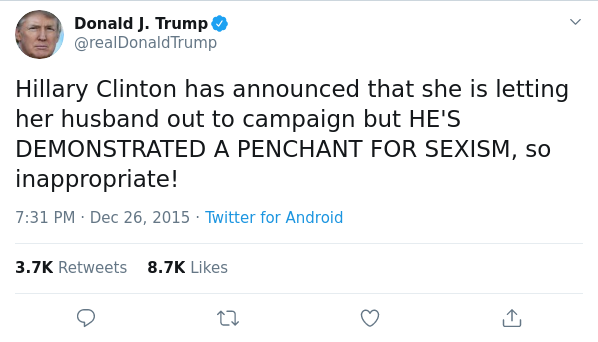 Donald J. Trump
@realDonaldTrump
Hillary Clinton has announced that she is letting
her husband out to campaign but HE'S
DEMONSTRATED A PENCHANT FOR SEXISM, so
inappropriate!
7:31 PM · Dec 26, 2015 · Twitter for Android
3.7K Retweets 8.7K Likes